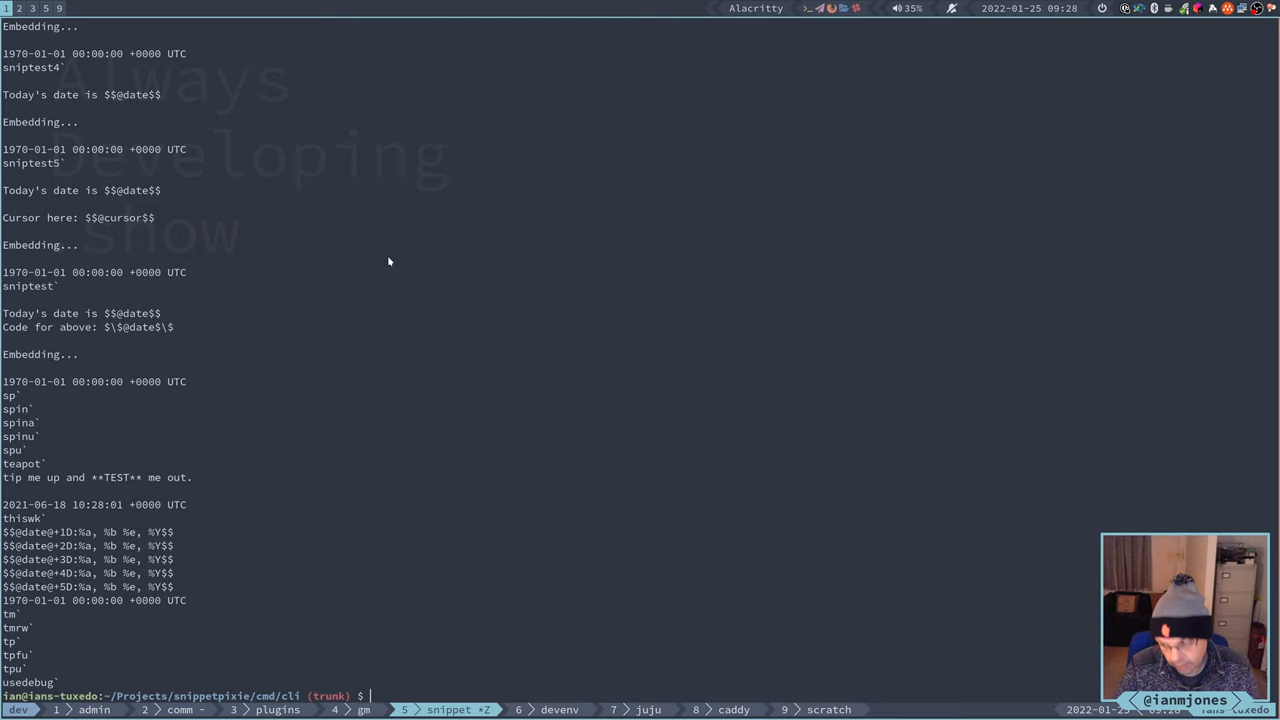 1 2 3 5 9
Alacritty
35%
2022-01-25 09:28
Always
Developing
show
Embedding...
1970-01-01 00:00:00 +0000 UTC
sniptest4`
Today's date is $$@date$$
Embedding...
1970-01-01 00:00:00 +0000 UTC
sniptest5`
Today's date is $$@date$$
Cursor here: $$@cursor$$
Embedding...
1970-01-01 00:00:00 +0000 UTC
sniptest`
Today's date is $$@date$$
Code for above: $\$@date$\$
Embedding...
1970-01-01 00:00:00 +0000 UTC
sp`
spin`
spina`
spinu`
spu`
teapot`
tip me up and **TEST** me out.
2021-06-18 10:28:01 +0000 UTC
thiswk`
$$@date@+1D:%a, %b %e, %Y$$
$$@date@+2D:%a, %b %e, %Y$$
$$@date@+3D:%a, %b %e, %Y$$
$$@date@+4D:%a, %b %e, %Y$$
$$@date@+5D:%a, %b %e, %Y$$
1970-01-01 00:00:00 +0000 UTC
tm`
tmrw`
tp`
tpfu`
tpu`
usedebug`
ian@ians-tuxedo:~/Projects/snippetpixie/cmd/cli (trunk) $
@ianmjones
dev 1 admin 2 comm - 3 plugins 4 gm 5 snippet *Z 6 devenv 7 juju 8 caddy 9 scratch